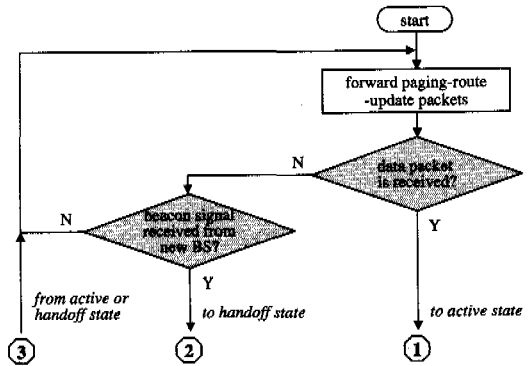 start
forward paging-route
-update packets
N
data packet
is received?
N
beacon signal
received from
new BS?
Y
Y
from active or
handoff state
to handoff state
to active state
3
2
1